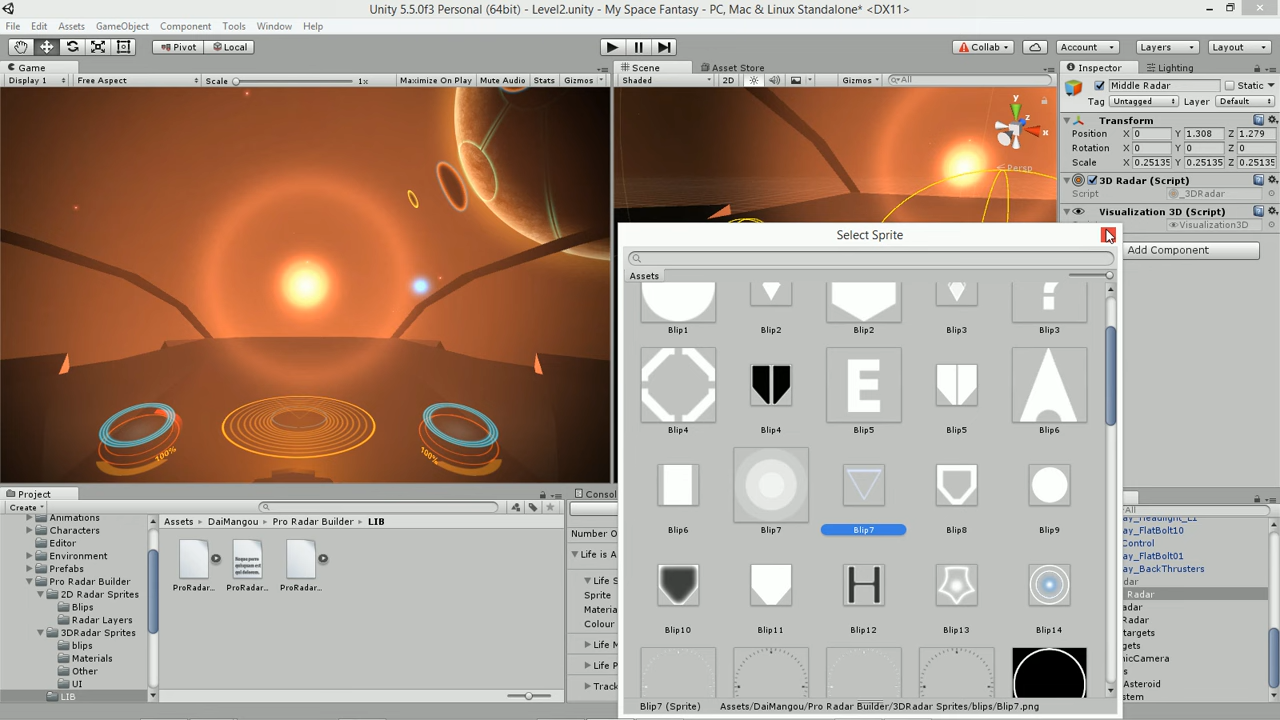 Unity 5.5.0f3 Personal (64bit) - Level2.unity - My Space Fantasy - PC, Mac & Linux Standalone* <DX11>
File Edit Assets GameObject Component Tools Window Help
Pivot Local Collab Account Layers Layout
Game Scene Asset Store Inspector Lighting
Display 1 Free Aspect Scale 1x Maximize On Play Mute Audio Stats Gizmos Shaded 2D Gizmos All
Middle Radar Static
Tag Untagged Layer Default
Transform
Position X 0 Y 1.308 Z 1.279
Rotation X 0 Y 0 Z 0
Scale X 0.25135 Y 0.25135 Z 0.25135
3D Radar (Script)
Script _3DRadar
Visualization 3D (Script)
Visualization3D
Add Component
y
x
z
Persp
100%
100%
Select Sprite
Assets
Blip1 Blip2 Blip2 Blip3 Blip3
Blip4 Blip4 Blip5 Blip5 Blip6
Blip6 Blip7 Blip7 Blip8 Blip9
Blip10 Blip11 Blip12 Blip13 Blip14
Blip7 (Sprite) Assets/DaiMangou/Pro Radar Builder/3DRadar Sprites/blips/Blip7.png
Project
Create
Animations
Characters
Editor
Environment
Prefabs
Pro Radar Builder
2D Radar Sprites
Blips
Radar Layers
3DRadar Sprites
blips
Materials
Other
UI
LIB
Assets DaiMangou Pro Radar Builder LIB
ProRadar... ProRadar... ProRadar...
Consol
Number O
Life is A
Life S
Sprite
Materia
Colour
Life M
Life P
Track
All
ay_Headlight_L1
ay_FlatBolt10
Control
ay_FlatBolt01
ay_BackThrusters
dar
Radar
dar
Radar
targets
gets
nicCamera
Asteroid
stem